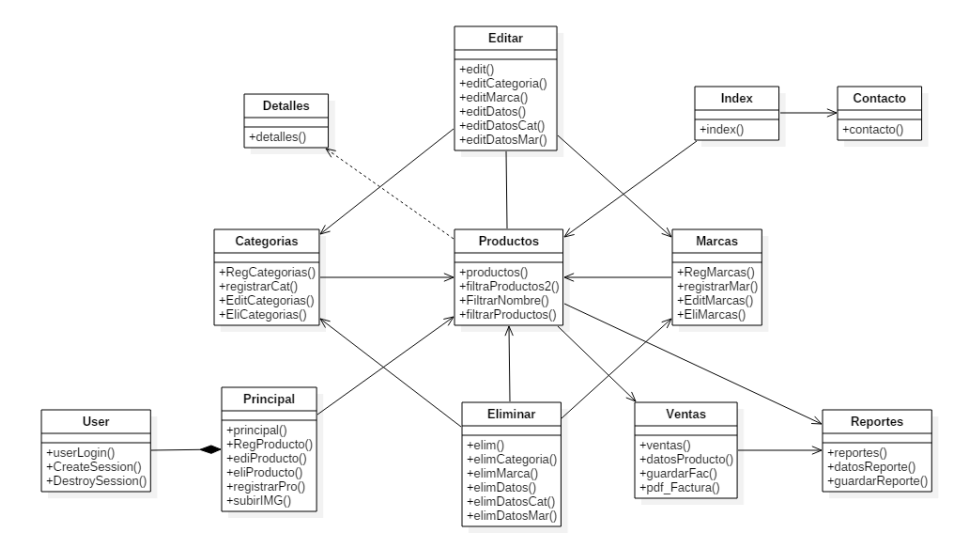 Editar
+edit()
+editCategoria()
+editMarca()
+editDatos()
+editDatosCat()
+editDatosMar()
Detalles
+detalles()
Index
+index()
Contacto
+contacto()
Categorias
+RegCategorias()
+registrarCat()
+EditCategorias()
+EliCategorias()
Productos
+productos()
+filtraProductos2()
+FiltrarNombre()
+filtrarProductos()
Marcas
+RegMarcas()
+registrarMar()
+EditMarcas()
+EliMarcas()
User
+userLogin()
+CreateSession()
+DestroySession()
Principal
+principal()
+RegProducto()
+ediProducto()
+eliProducto()
+registrarPro()
+subirIMG()
Eliminar
+elim()
+elimCategoria()
+elimMarca()
+elimDatos()
+elimDatosCat()
+elimDatosMar()
Ventas
+ventas()
+datosProducto()
+guardarFac()
+pdf_Factura()
Reportes
+reportes()
+datosReporte()
+guardarReporte()